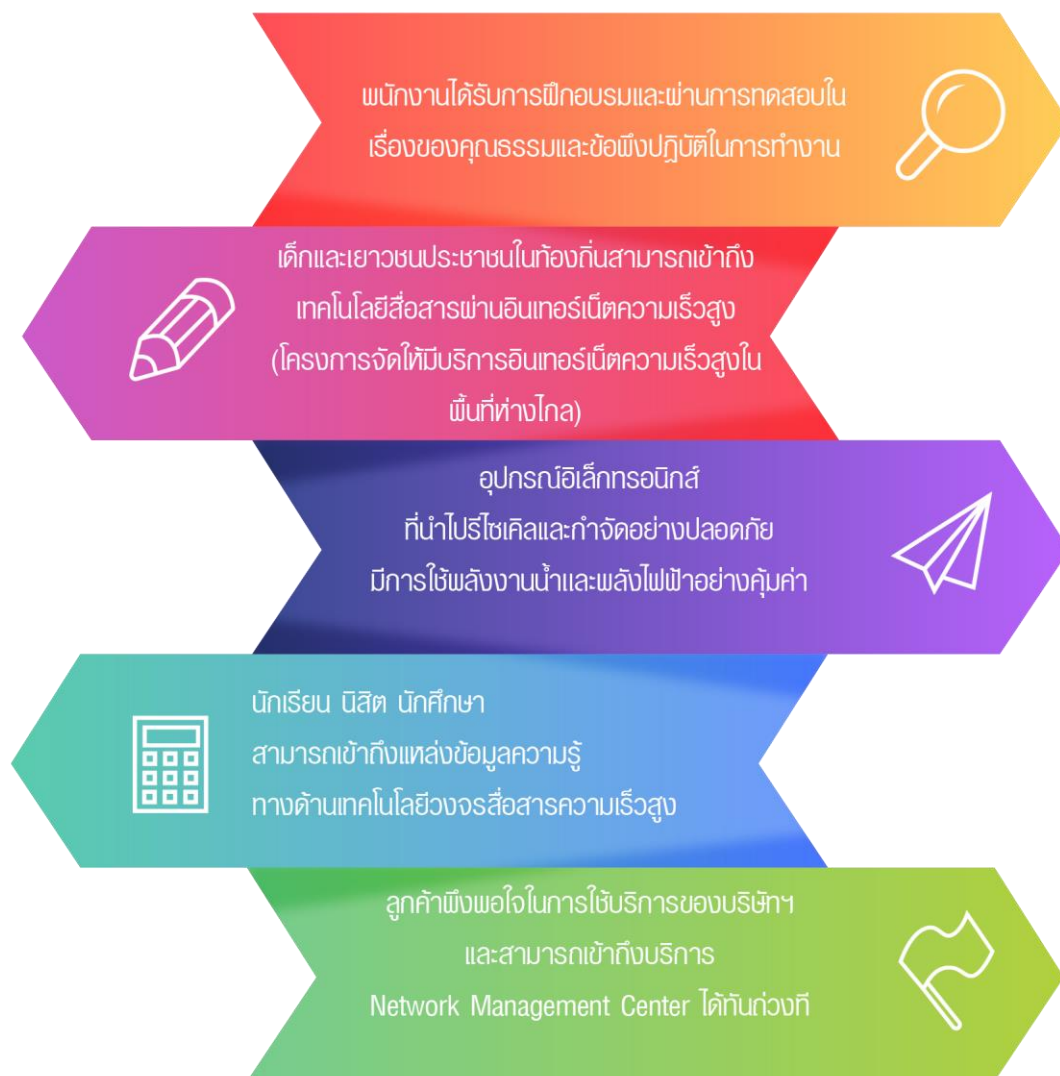 พนักงานได้รับการฝึกอบรมและผ่านการทดสอบใน
เรื่องของคุณธรรมและข้อพึงปฏิบัติในการทำงาน
เด็กและเยาวชนประชาชนในท้องถิ่นสามารถเข้าถึง
เทคโนโลยีสื่อสารผ่านอินเทอร์เน็ตความเร็วสูง
(โครงการจัดให้มีบริการอินเทอร์เน็ตความเร็วสูงใน
พื้นที่ห่างไกล)
อุปกรณ์อิเล็กทรอนิกส์
ที่นำไปรีไซเคิลและกำจัดอย่างปลอดภัย
มีการใช้พลังงานน้ำและพลังไฟฟ้าอย่างคุ้มค่า
นักเรียน นิสิต นักศึกษา
สามารถเข้าถึงแหล่งข้อมูลความรู้
ทางด้านเทคโนโลยีวงจรสื่อสารความเร็วสูง
ลูกค้าพึงพอใจในการใช้บริการของบริษัทฯ
และสามารถเข้าถึงบริการ
Network Management Center ได้ทันถ่วงที